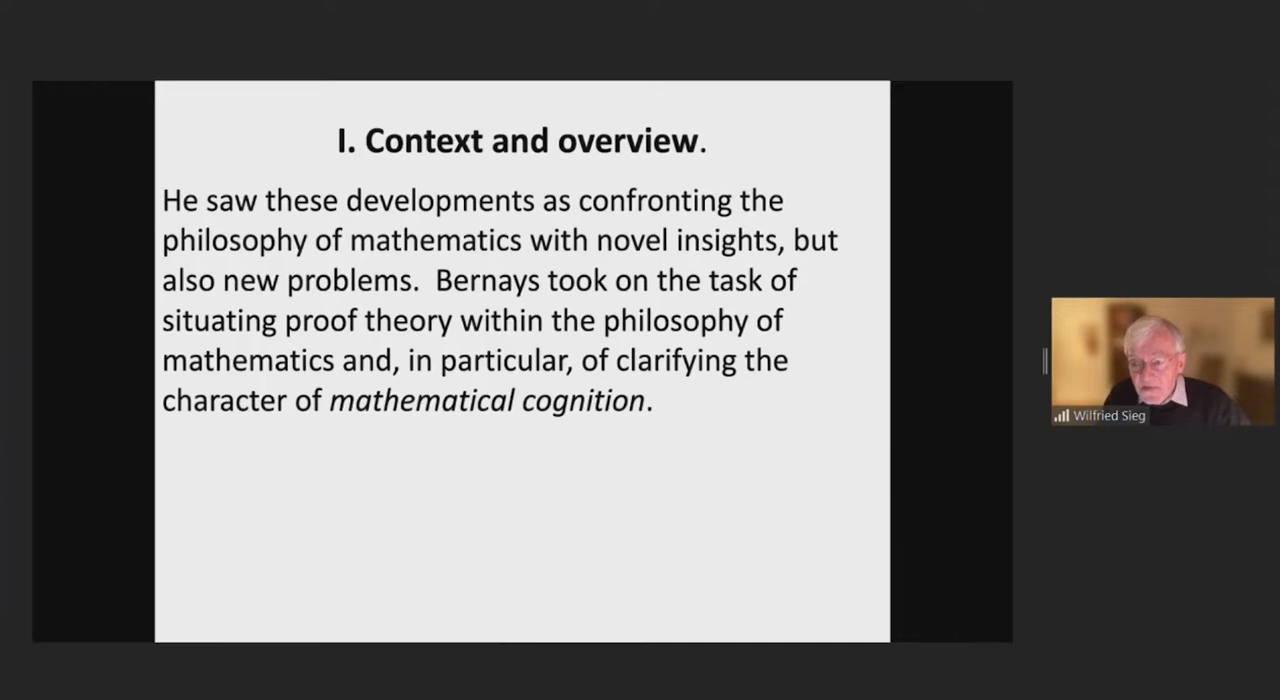 I. Context and overview.
He saw these developments as confronting the
philosophy of mathematics with novel insights, but
also new problems.  Bernays took on the task of
situating proof theory within the philosophy of
mathematics and, in particular, of clarifying the
character of mathematical cognition.
Wilfried Sieg